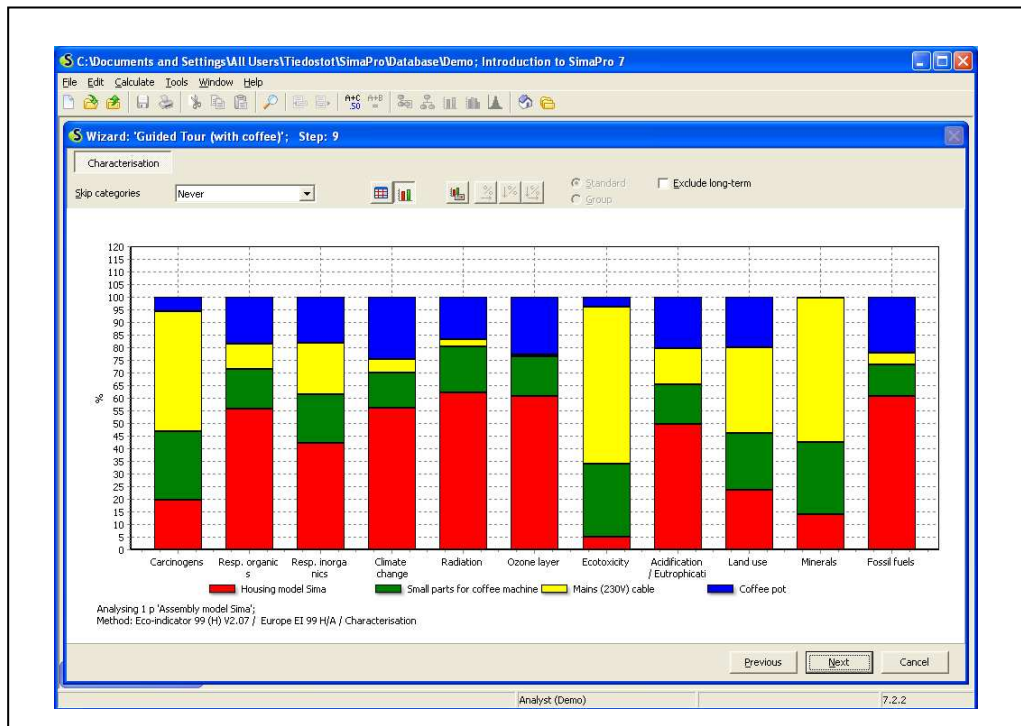 C:\Documents and Settings\All Users\Tiedostot\SimaPro\Database\Demo; Introduction to SimaPro 7
File Edit Calculate Tools Window Help
A+C .50 A+B =
Wizard: 'Guided Tour (with coffee)'; Step: 9
Characterisation
Skip categories Never Standard Exclude long-term
Group
120
115
110
105
100
95
90
85
80
75
70
65
60
55
50
45
40
35
30
25
20
15
10
5
0
%
Carcinogens Resp. organic Resp. inorga Climate Radiation Ozone layer Ecotoxicity Acidification Land use Minerals Fossil fuels
s nics change / Eutrophicati
Housing model Sima Small parts for coffee machine Mains (230V) cable Coffee pot
Analysing 1 p 'Assembly model Sima';
Method: Eco-indicator 99 (H) V2.07 / Europe EI 99 H/A / Characterisation
Previous Next Cancel
Analyst (Demo) 7.2.2